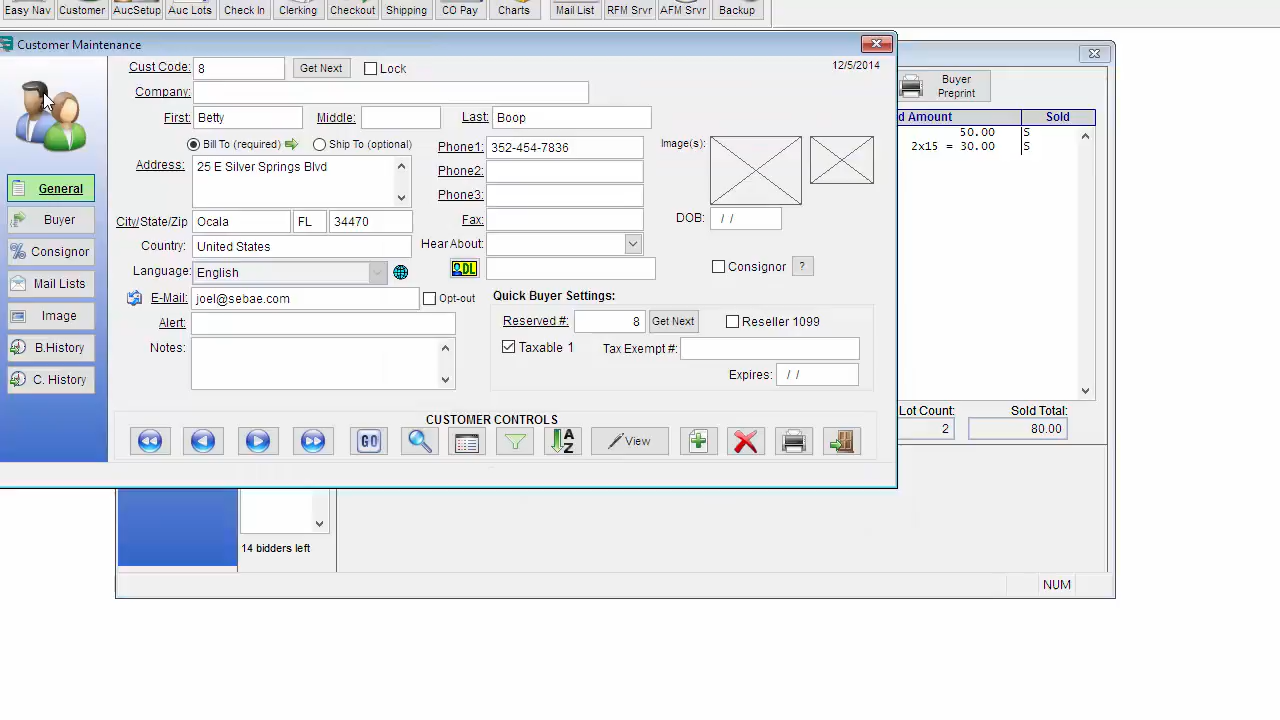 Easy Nav Customer AucSetup Auc Lots Check In Clerking Checkout Shipping CO Pay Charts Mail List RFM Srvr AFM Srvr Backup
Customer Maintenance
Cust Code: 8 Get Next Lock 12/5/2014
Company:
First: Betty Middle: Last: Boop
Bill To (required) Ship To (optional) Phone1: 352-454-7836 Image(s):
Address: 25 E Silver Springs Blvd Phone2:
Phone3:
City/State/Zip Ocala FL 34470 Fax: DOB: / /
Country: United States Hear About:
Language: English DL Consignor ?
E-Mail: joel@sebae.com Opt-out Quick Buyer Settings:
Alert: Reserved #: 8 Get Next Reseller 1099
Notes: Taxable 1 Tax Exempt #:
Expires: / /
General
Buyer
Consignor
Mail Lists
Image
B.History
C. History
CUSTOMER CONTROLS
GO A Z View
Buyer
Preprint
d Amount Sold
50.00 S
2x15 = 30.00 S
Lot Count: Sold Total:
2 80.00
14 bidders left
NUM